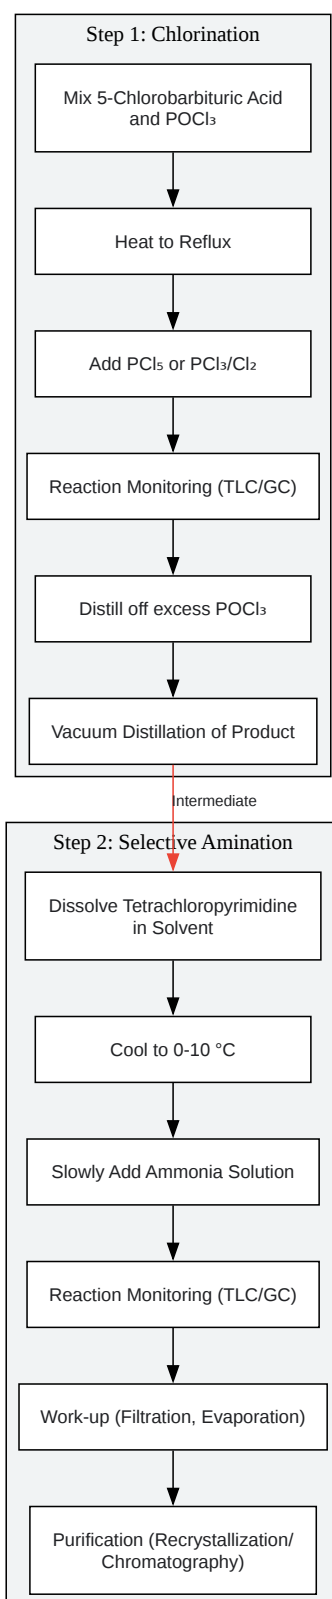 Step 1: Chlorination
Mix 5-Chlorobarbituric Acid
and POCl₃
Heat to Reflux
Add PCl₅ or PCl₃/Cl₂
Reaction Monitoring (TLC/GC)
Distill off excess POCl₃
Vacuum Distillation of Product
Intermediate
Step 2: Selective Amination
Dissolve Tetrachloropyrimidine
in Solvent
Cool to 0-10 °C
Slowly Add Ammonia Solution
Reaction Monitoring (TLC/GC)
Work-up (Filtration, Evaporation)
Purification (Recrystallization/
Chromatography)